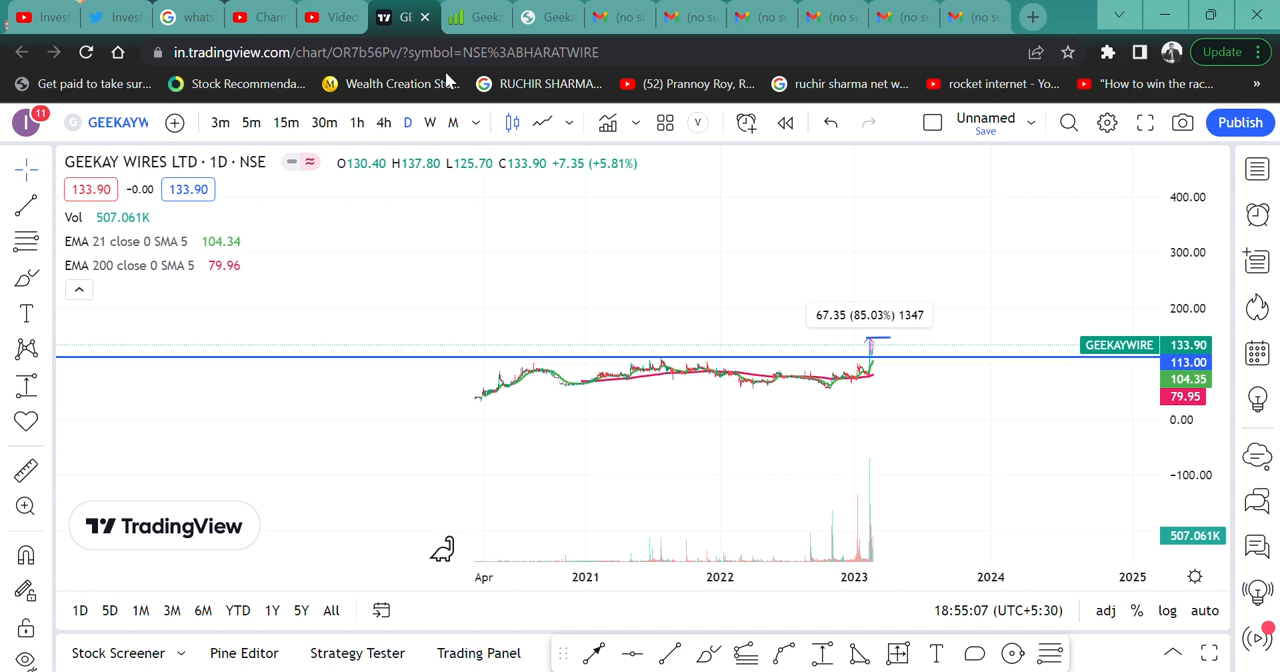 Invest
Invest
whats
Chann
Video
GE
Geeka
Geeka
(no su
(no su
(no su
(no su
(no su
(no su
in.tradingview.com/chart/OR7b56Pv/?symbol=NSE%3ABHARATWIRE
Update
Get paid to take sur...
Stock Recommenda...
Wealth Creation St...
RUCHIR SHARMA...
(52) Prannoy Roy, R...
ruchir sharma net w...
rocket internet - Yo...
"How to win the rac...
»
I
11
G
GEEKAYW
3m
5m
15m
30m
1h
4h
D
W
M
V
Unnamed
Save
Publish
GEEKAY WIRES LTD · 1D · NSE
O130.40 H137.80 L125.70 C133.90 +7.35 (+5.81%)
133.90
-0.00
133.90
Vol 507.061K
EMA 21 close 0 SMA 5 104.34
EMA 200 close 0 SMA 5 79.96
400.00
300.00
200.00
67.35 (85.03%) 1347
GEEKAYWIRE 133.90
113.00
104.35
79.95
0.00
-100.00
507.061K
TradingView
Apr
2021
2022
2023
2024
2025
1D
5D
1M
3M
6M
YTD
1Y
5Y
All
18:55:07 (UTC+5:30)
adj
%
log
auto
Stock Screener
Pine Editor
Strategy Tester
Trading Panel
T